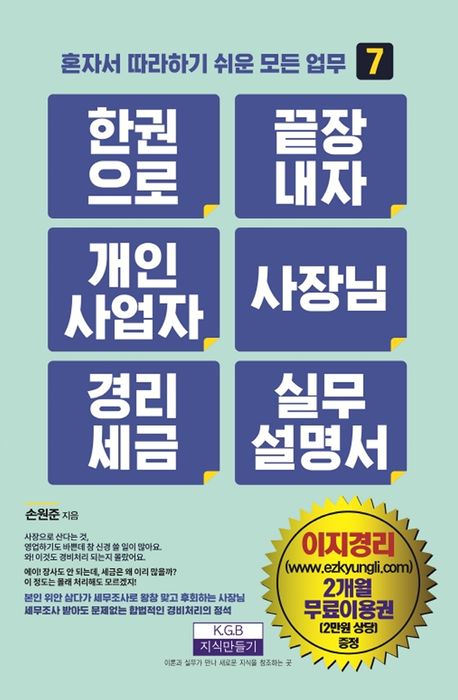 혼자서 따라하기 쉬운 모든 업무 7
한권
으로
끝장
내자
개인
사업자
사장님
경리
세금
실무
설명서
손원준 지음
사장으로 산다는 것,
영업하기도 바쁜데 참 신경 쓸 일이 많아요.
와! 이것도 경비처리 되는지 몰랐어요.
에이! 장사도 안 되는데, 세금은 왜 이리 많을까?
이 정도는 몰래 처리해도 모르겠지!
본인 위안 삼다가 세무조사로 왕창 맞고 후회하는 사장님
세무조사 받아도 문제없는 합법적인 경비처리의 정석
이지경리
(www.ezkyungli.com)
2개월
무료이용권
(2만원 상당)
증정
K.G.B
지식만들기
이론과 실무가 만나 새로운 지식을 창조하는 곳